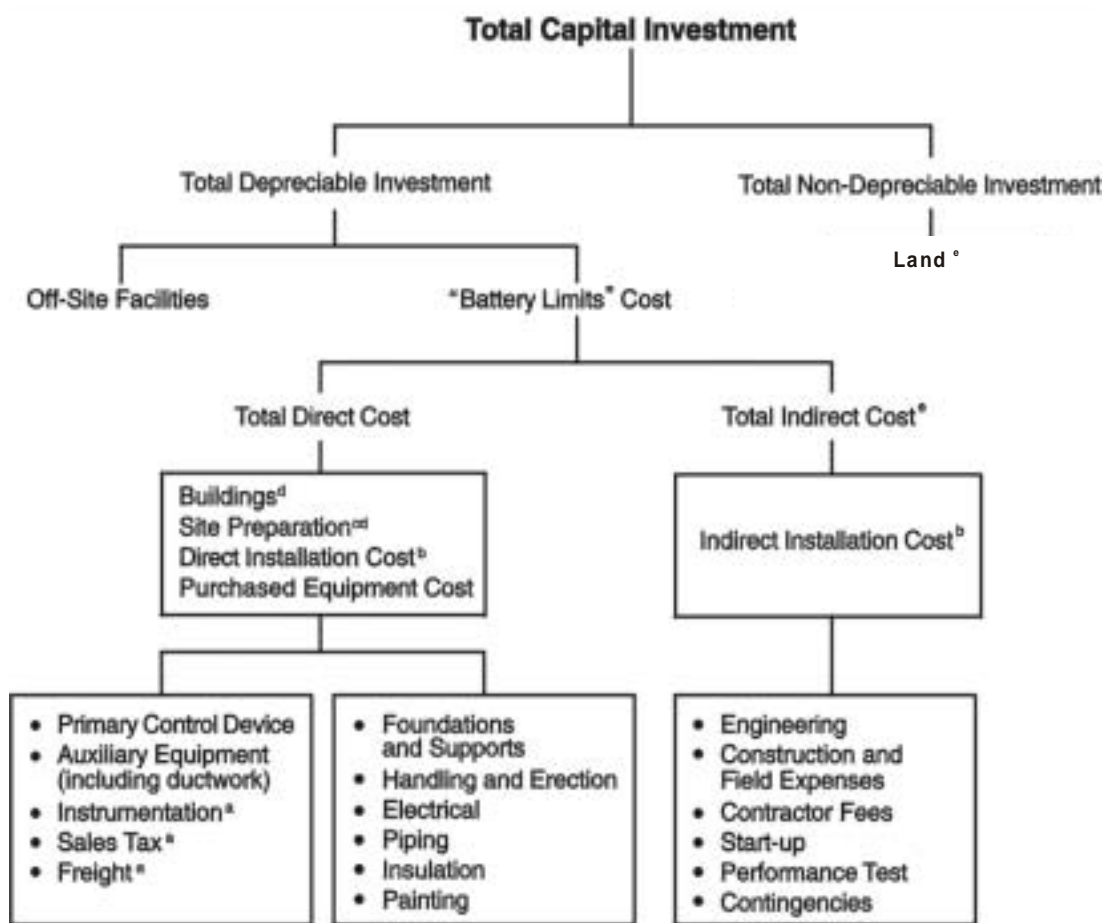 Total Capital Investment
Total Depreciable Investment
Total Non-Depreciable Investment
Land e
Off-Site Facilities
“Battery Limits” Cost
Total Direct Cost
Total Indirect Cost e
Buildings d
Site Preparation cd
Direct Installation Cost b
Purchased Equipment Cost
Indirect Installation Cost b
• Primary Control Device
• Auxiliary Equipment
(including ductwork)
• Instrumentation a
• Sales Tax a
• Freight a
• Foundations
and Supports
• Handling and Erection
• Electrical
• Piping
• Insulation
• Painting
• Engineering
• Construction and
Field Expenses
• Contractor Fees
• Start-up
• Performance Test
• Contingencies